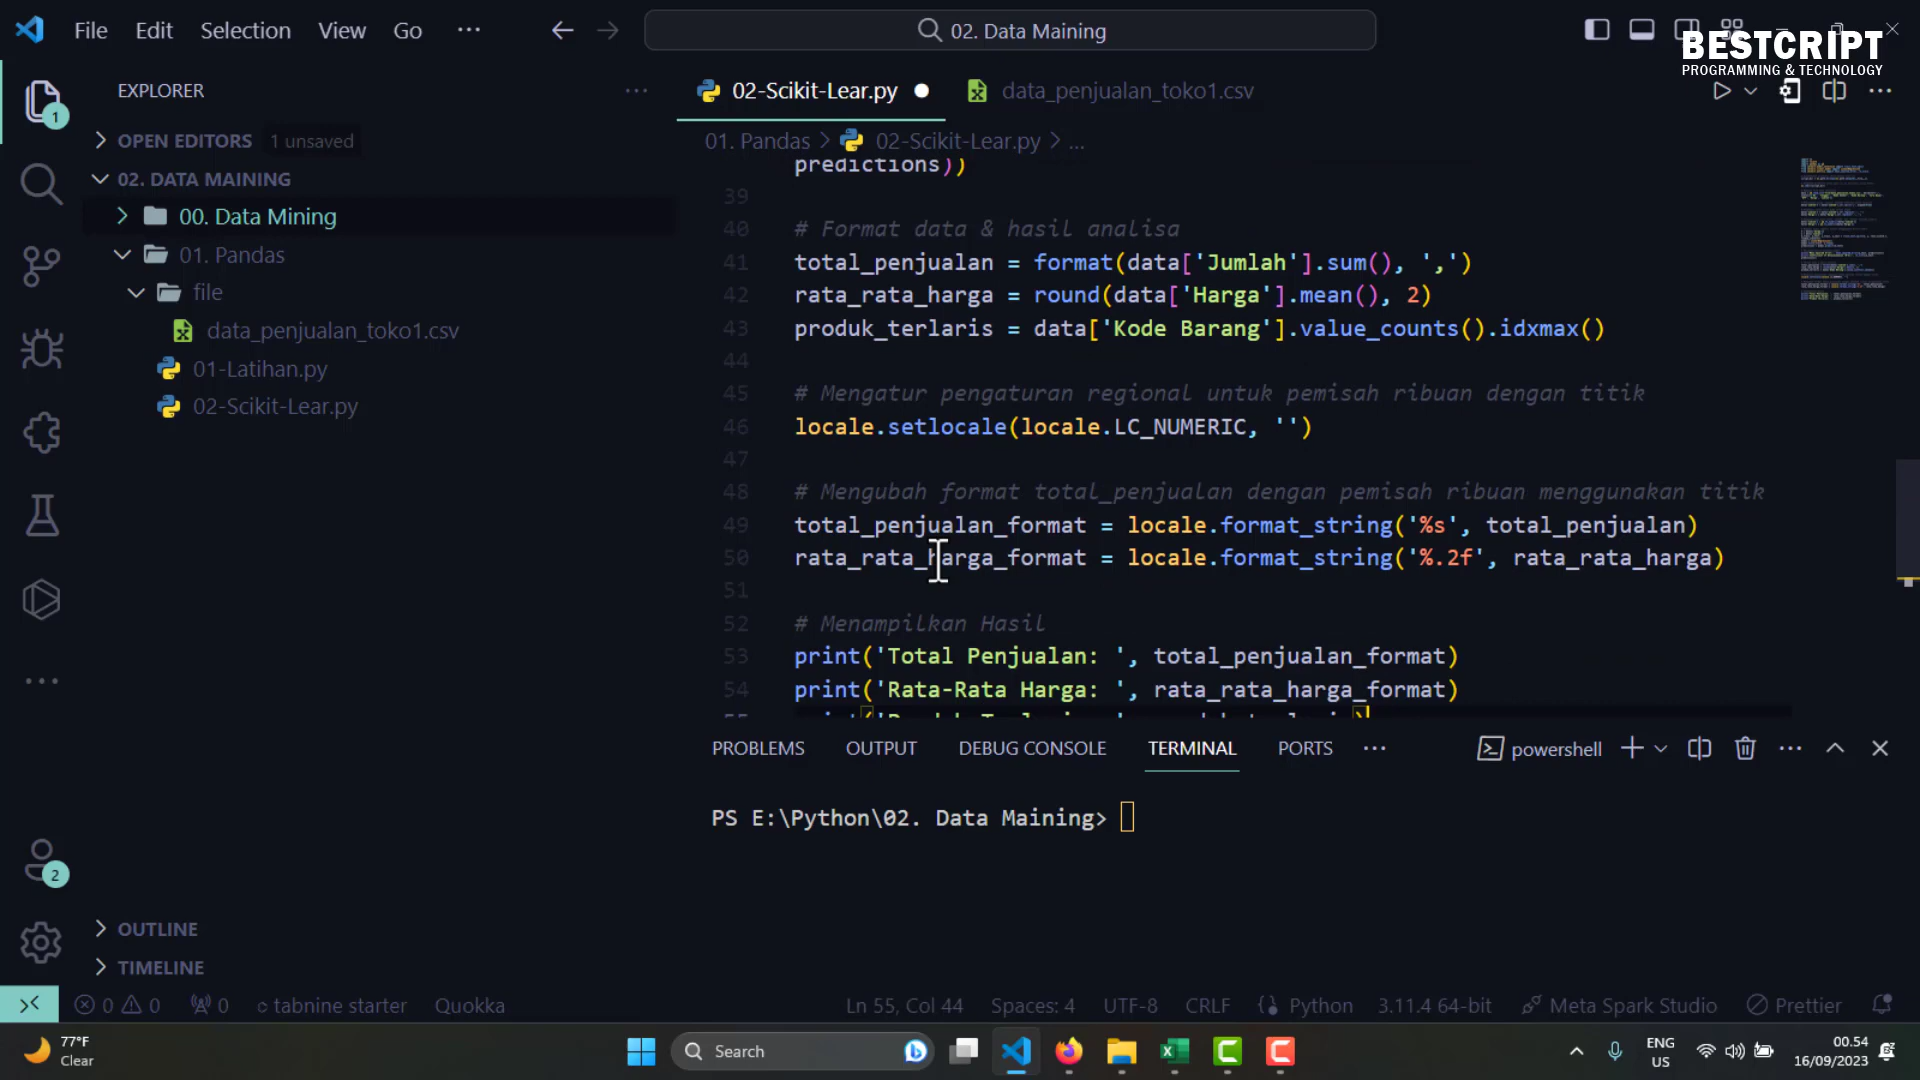 File Edit Selection View Go ···
02. Data Maining
BESTCRIPT
PROGRAMMING & TECHNOLOGY
EXPLORER
OPEN EDITORS 1 unsaved
02. DATA MAINING
00. Data Mining
01. Pandas
file
data_penjualan_toko1.csv
01-Latihan.py
02-Scikit-Lear.py
OUTLINE
TIMELINE
1
2
02-Scikit-Lear.py
data_penjualan_toko1.csv
01. Pandas > 02-Scikit-Lear.py > ...
predictions))
39
40 # Format data & hasil analisa
41 total_penjualan = format(data['Jumlah'].sum(), ',')
42 rata_rata_harga = round(data['Harga'].mean(), 2)
43 produk_terlaris = data['Kode Barang'].value_counts().idxmax()
44
45 # Mengatur pengaturan regional untuk pemisah ribuan dengan titik
46 locale.setlocale(locale.LC_NUMERIC, '')
47
48 # Mengubah format total_penjualan dengan pemisah ribuan menggunakan titik
49 total_penjualan_format = locale.format_string('%s', total_penjualan)
50 rata_rata_harga_format = locale.format_string('%.2f', rata_rata_harga)
51
52 # Menampilkan Hasil
53 print('Total Penjualan: ', total_penjualan_format)
54 print('Rata-Rata Harga: ', rata_rata_harga_format)
PROBLEMS OUTPUT DEBUG CONSOLE TERMINAL PORTS ··· powershell
PS E:\Python\02. Data Maining>
0 0 0 tabnine starter Quokka Ln 55, Col 44 Spaces: 4 UTF-8 CRLF Python 3.11.4 64-bit Meta Spark Studio Prettier
77°F
Clear
Search
ENG
US
00.54
16/09/2023